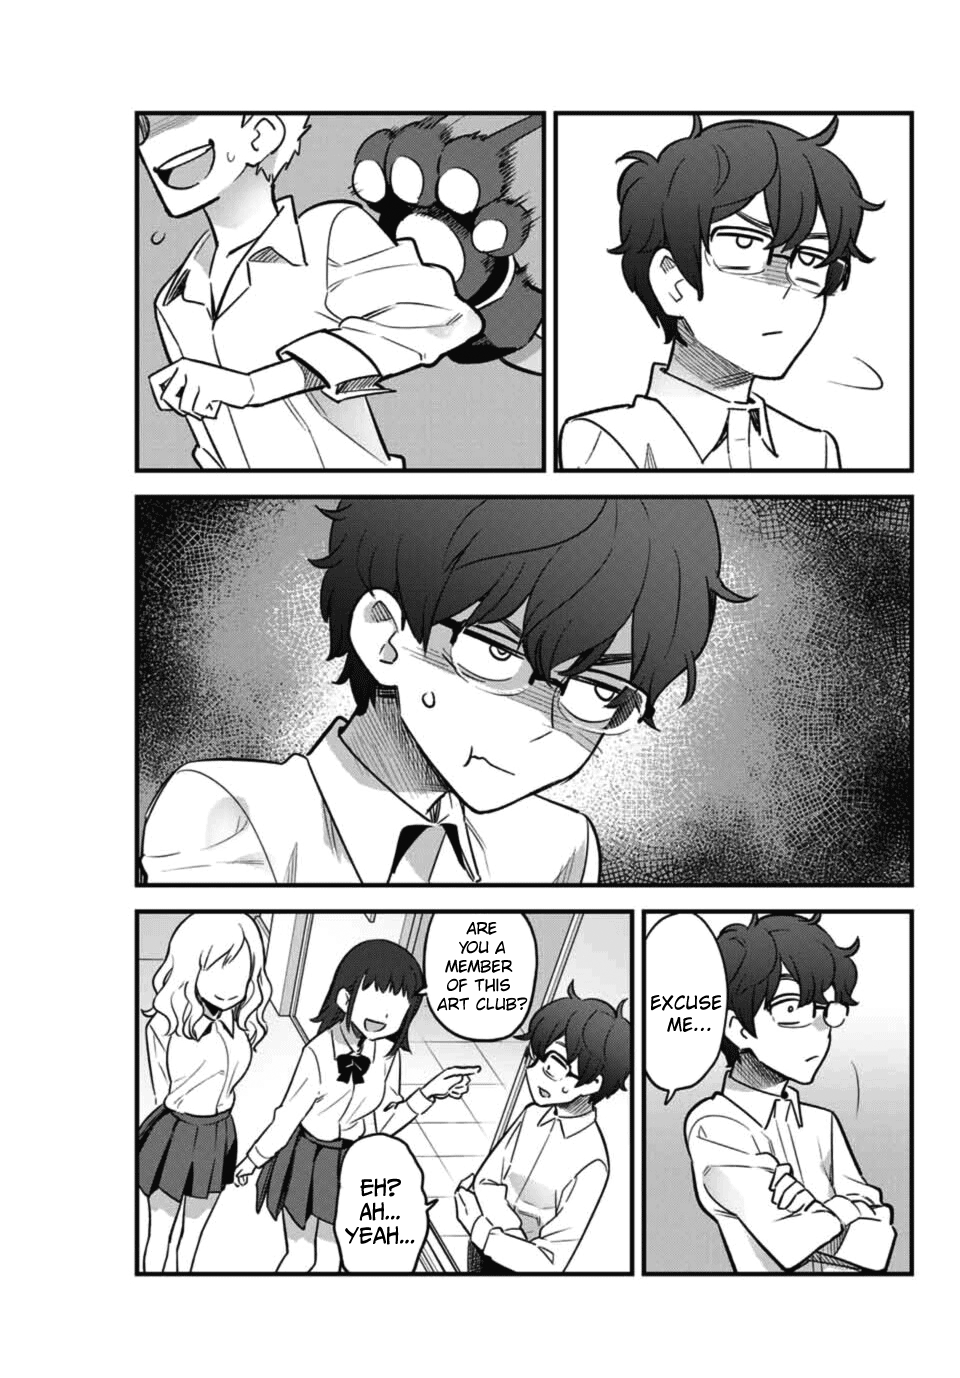 EXCUSE
ME...
ARE
YOU A
MEMBER
OF THIS
ART CLUB?
EH?
AH...
YEAH...